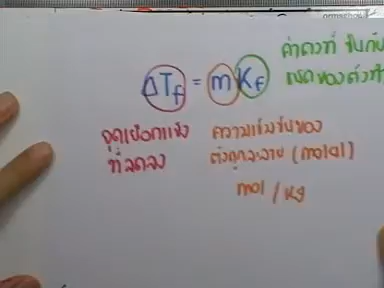 ΔTf = mKf
ค่าคงที่ ขึ้นกับ
ชนิดของตัวทำ
จุดเยือกแข็ง
ที่ลดลง
ความเข้มข้นของ
ตัวถูกละลาย (molal)
mol / kg